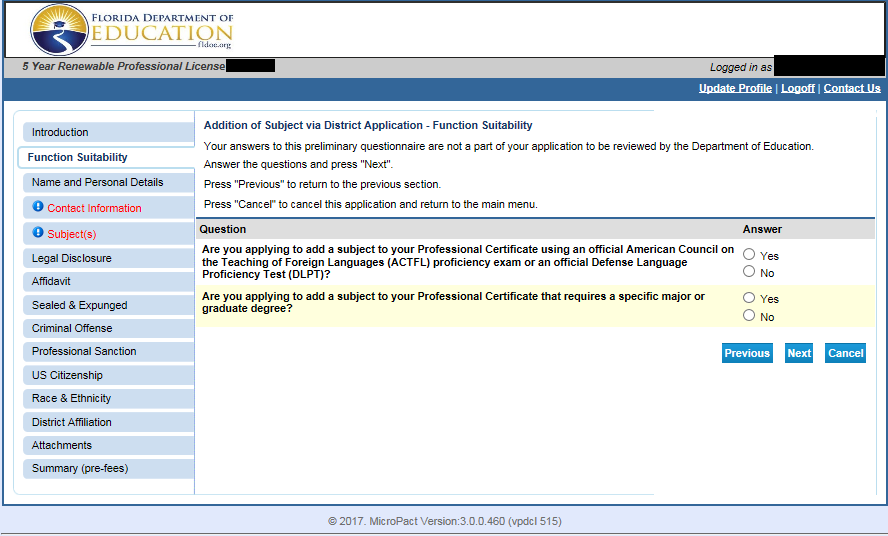 FLORIDA DEPARTMENT OF
EDUCATION
fldoc.org
5 Year Renewable Professional License
Logged in as
Update Profile | Logoff | Contact Us
Introduction
Function Suitability
Name and Personal Details
Contact Information
Subject(s)
Legal Disclosure
Affidavit
Sealed & Expunged
Criminal Offense
Professional Sanction
US Citizenship
Race & Ethnicity
District Affiliation
Attachments
Summary (pre-fees)
Addition of Subject via District Application - Function Suitability
Your answers to this preliminary questionnaire are not a part of your application to be reviewed by the Department of Education.
Answer the questions and press "Next".
Press "Previous" to return to the previous section.
Press "Cancel" to cancel this application and return to the main menu.
Question Answer
Are you applying to add a subject to your Professional Certificate using an official American Council on
the Teaching of Foreign Languages (ACTFL) proficiency exam or an official Defense Language
Proficiency Test (DLPT)?
Yes
No
Are you applying to add a subject to your Professional Certificate that requires a specific major or
graduate degree?
Yes
No
Previous Next Cancel
© 2017. MicroPact Version:3.0.0.460 (vpdcl 515)